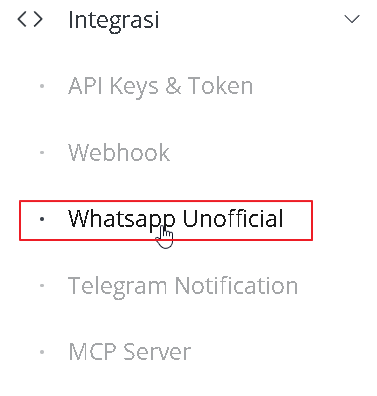 Integrasi
API Keys & Token
Webhook
Whatsapp Unofficial
Telegram Notification
MCP Server